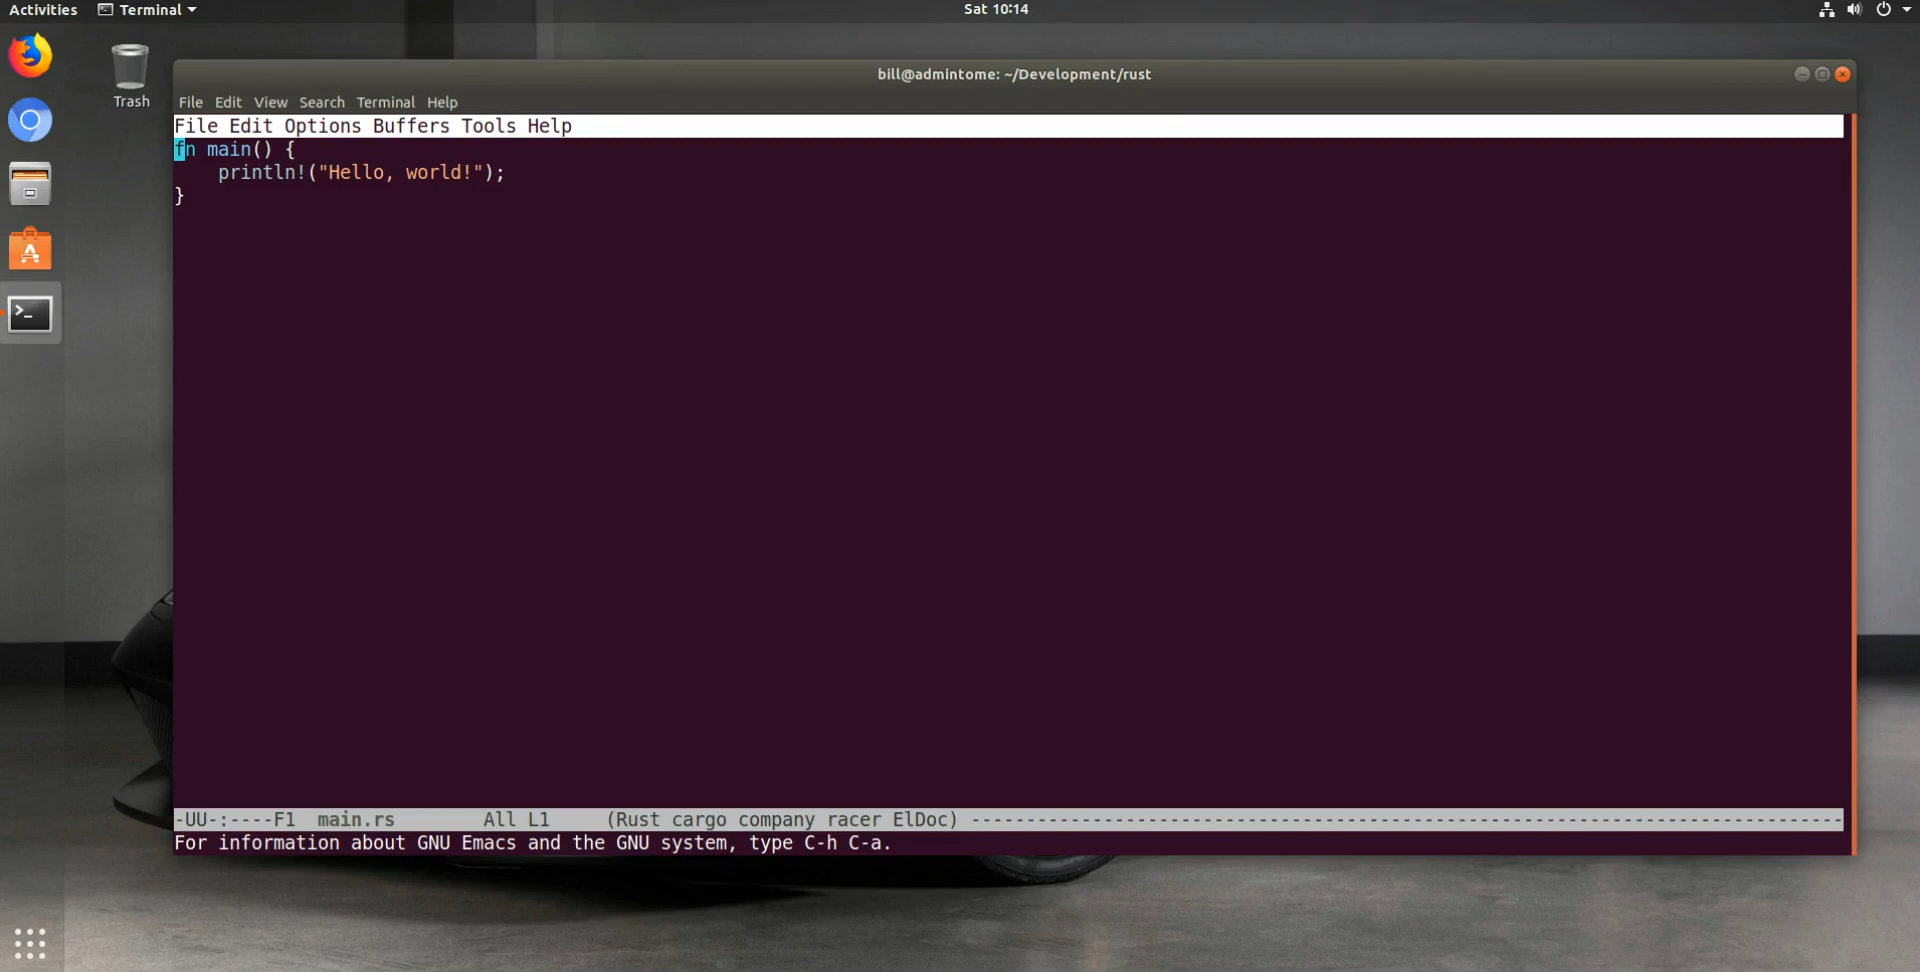 Activities Terminal Sat 10:14
Trash
bill@admintome: ~/Development/rust
File Edit View Search Terminal Help
File Edit Options Buffers Tools Help
fn main() {
    println!("Hello, world!");
}
-UU-:----F1  main.rs        All L1     (Rust cargo company racer ElDoc) -------------------------------------------------------------------------------
For information about GNU Emacs and the GNU system, type C-h C-a.